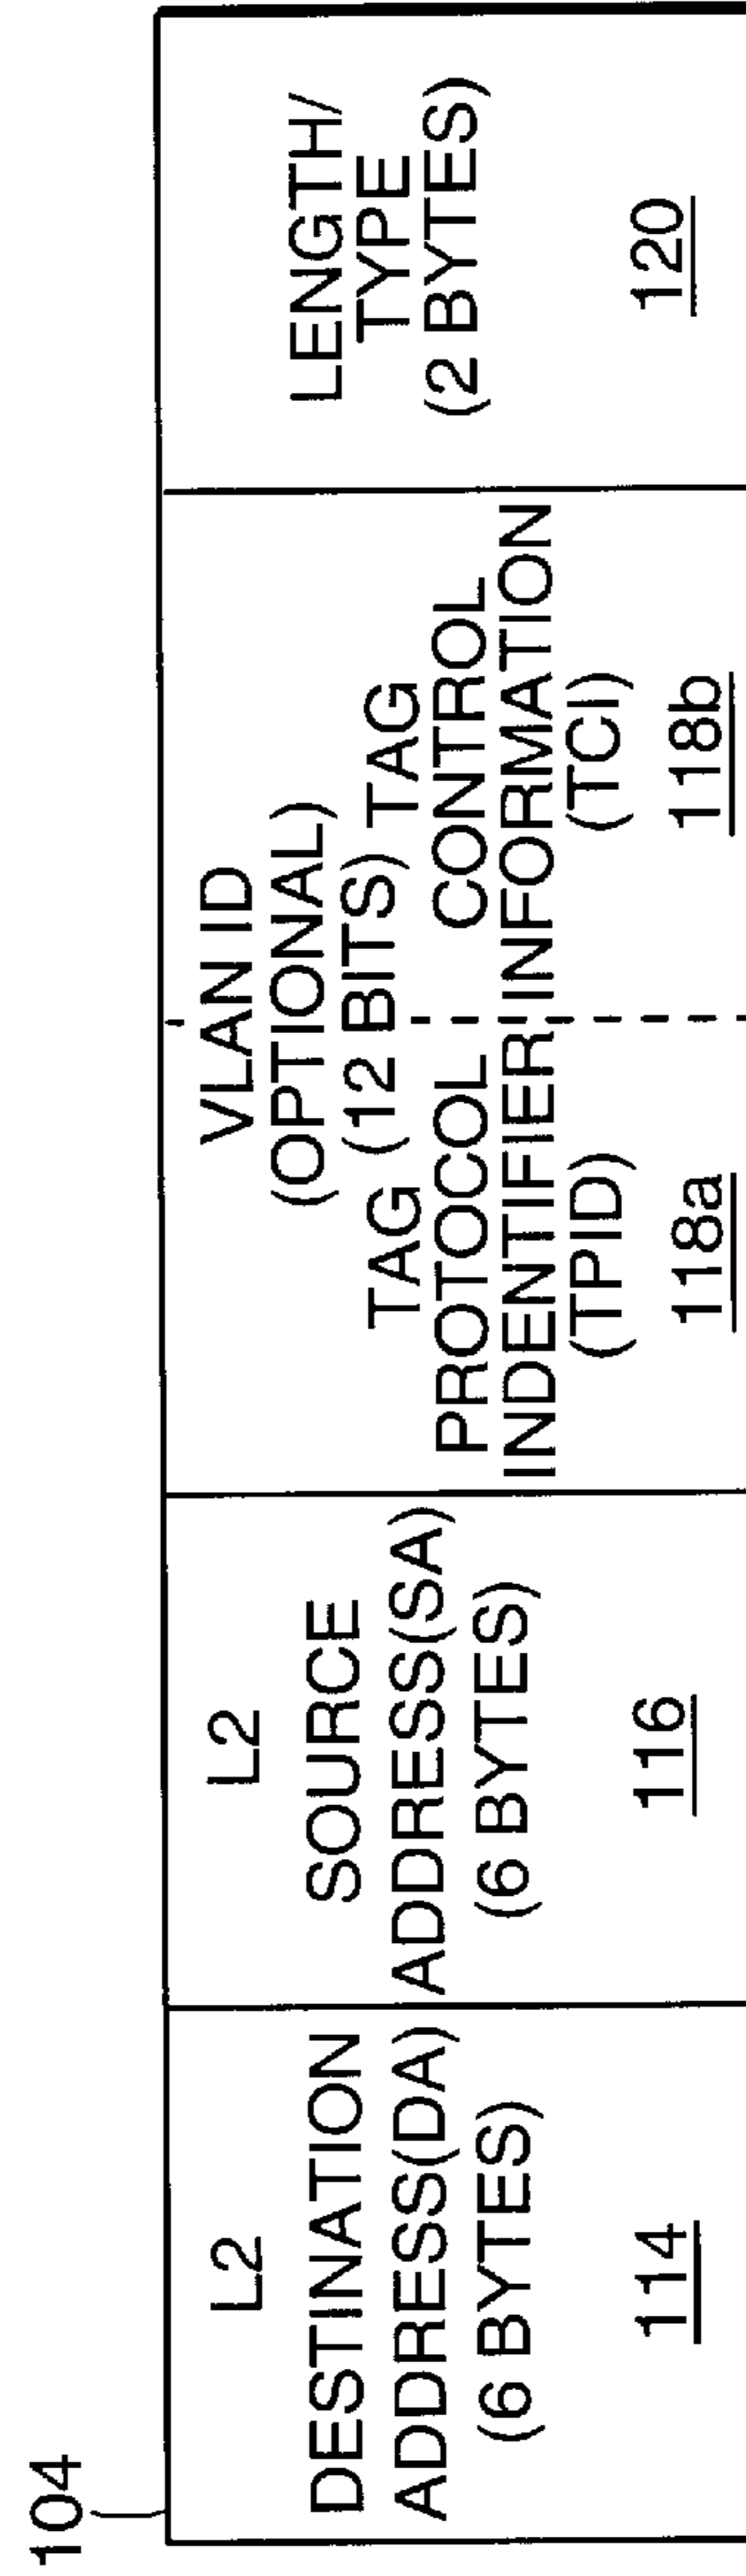 104
L2
DESTINATION
ADDRESS(DA)
(6 BYTES)
114
L2
SOURCE
ADDRESS(SA)
(6 BYTES)
116
VLAN ID
(OPTIONAL)
(12 BITS)
TAG
PROTOCOL
INDENTIFIER
(TPID)
118a
TAG
CONTROL
INFORMATION
(TCI)
118b
LENGTH/
TYPE
(2 BYTES)
120